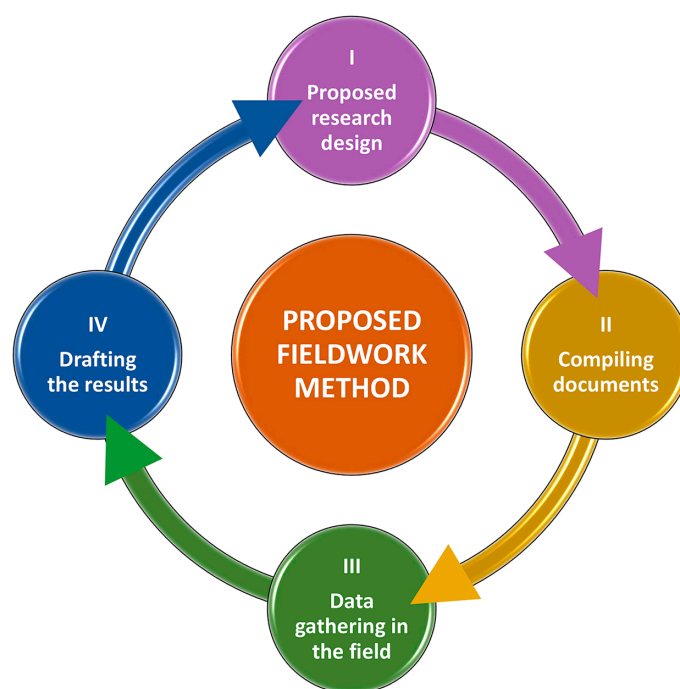 I
Proposed
research
design
PROPOSED
FIELDWORK
METHOD
II
Compiling
documents
III
Data
gathering in
the field
IV
Drafting
the results